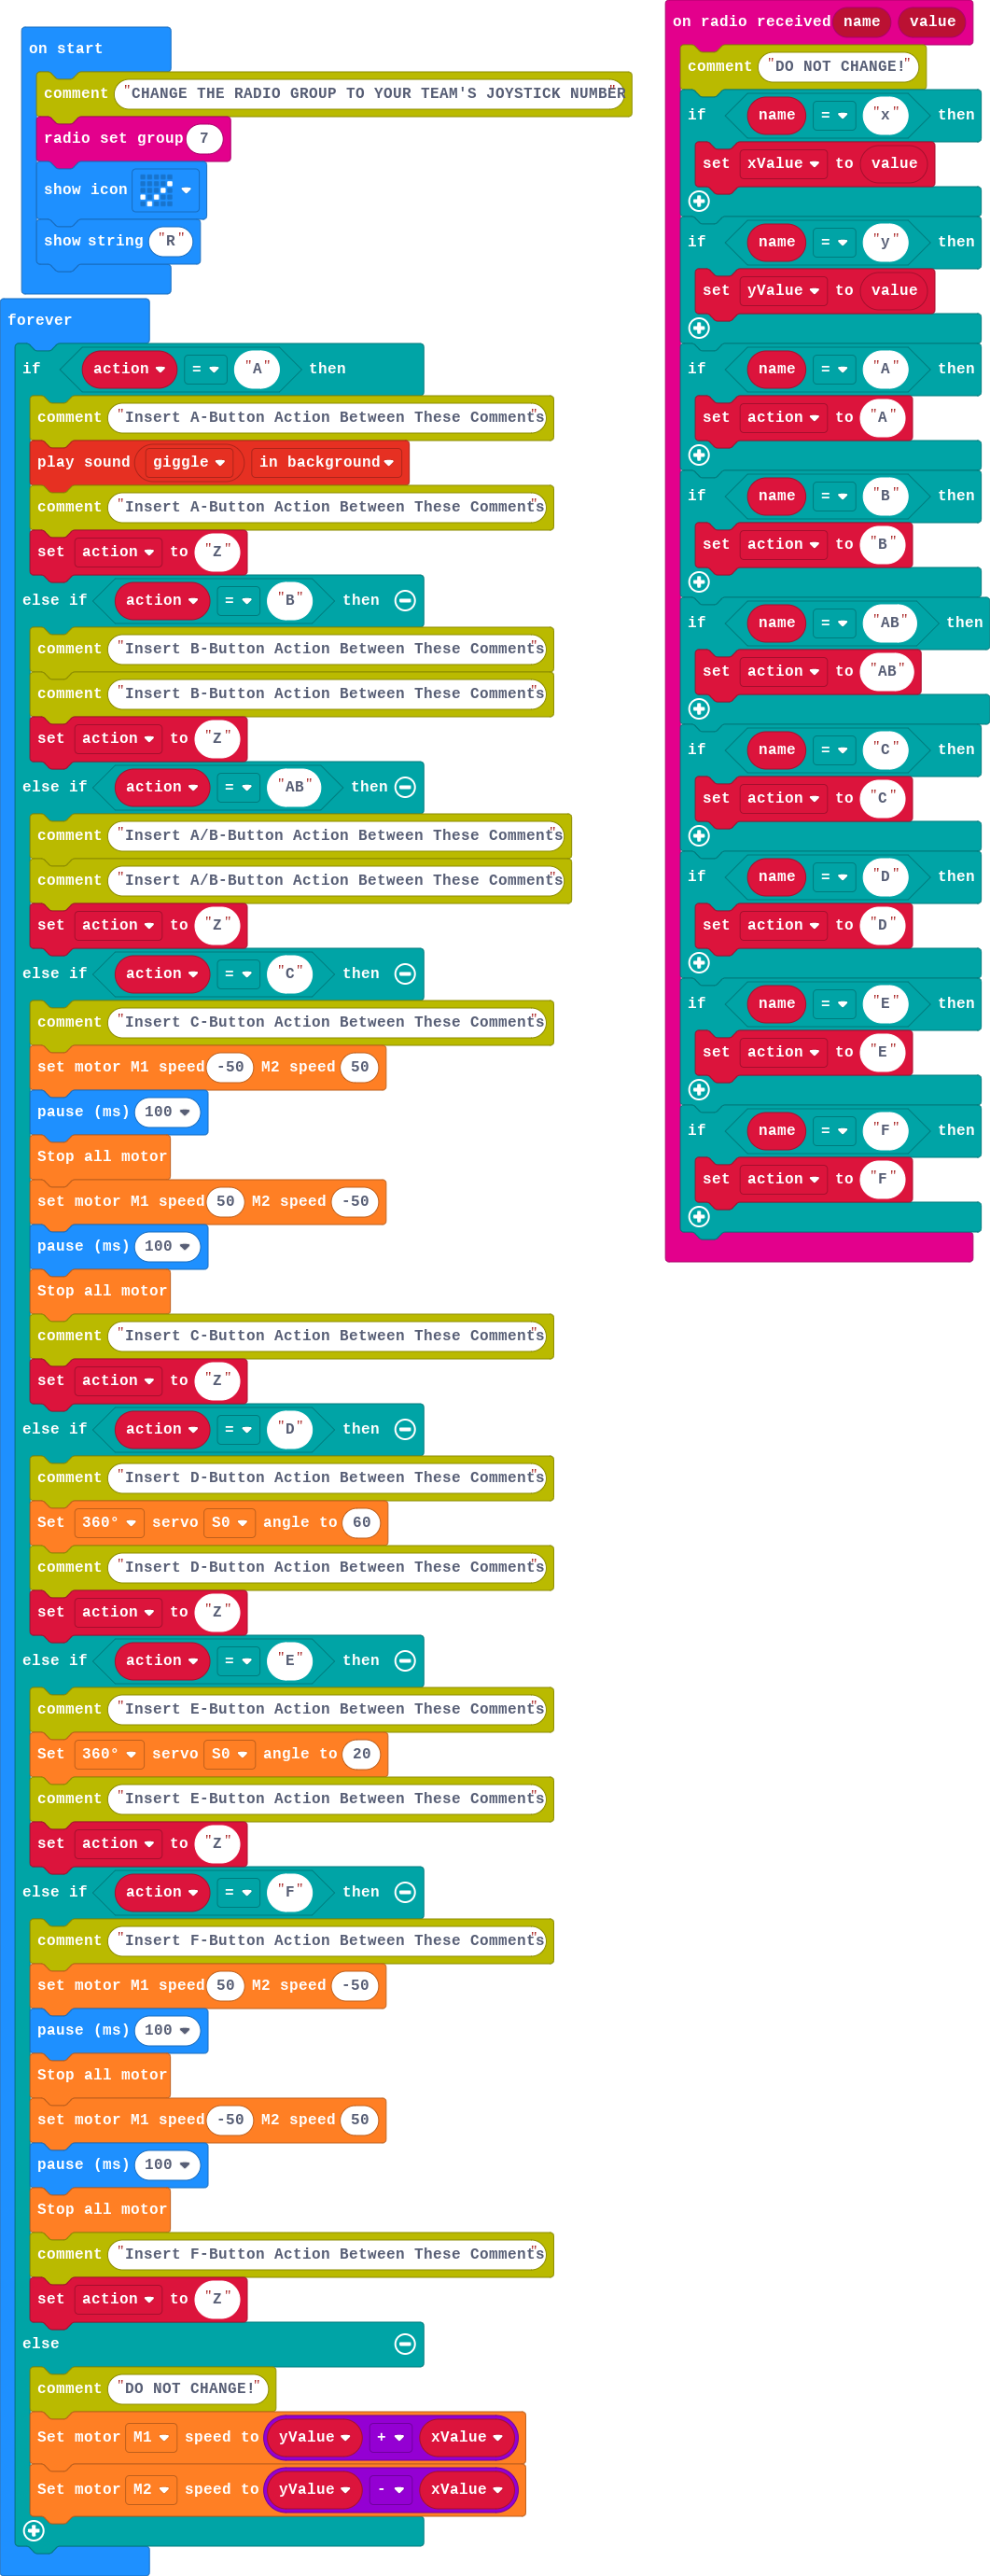 on start
comment "CHANGE THE RADIO GROUP TO YOUR TEAM'S JOYSTICK NUMBER"
radio set group 7
show icon
show string "R"
forever
if action = "A" then
comment "Insert A-Button Action Between These Comments"
play sound giggle in background
comment "Insert A-Button Action Between These Comments"
set action to "Z"
else if action = "B" then
comment "Insert B-Button Action Between These Comments"
comment "Insert B-Button Action Between These Comments"
set action to "Z"
else if action = "AB" then
comment "Insert A/B-Button Action Between These Comments"
comment "Insert A/B-Button Action Between These Comments"
set action to "Z"
else if action = "C" then
comment "Insert C-Button Action Between These Comments"
set motor M1 speed -50 M2 speed 50
pause (ms) 100
Stop all motor
set motor M1 speed 50 M2 speed -50
pause (ms) 100
Stop all motor
comment "Insert C-Button Action Between These Comments"
set action to "Z"
else if action = "D" then
comment "Insert D-Button Action Between These Comments"
Set 360° servo S0 angle to 60
comment "Insert D-Button Action Between These Comments"
set action to "Z"
else if action = "E" then
comment "Insert E-Button Action Between These Comments"
Set 360° servo S0 angle to 20
comment "Insert E-Button Action Between These Comments"
set action to "Z"
else if action = "F" then
comment "Insert F-Button Action Between These Comments"
set motor M1 speed 50 M2 speed -50
pause (ms) 100
Stop all motor
set motor M1 speed -50 M2 speed 50
pause (ms) 100
Stop all motor
comment "Insert F-Button Action Between These Comments"
set action to "Z"
else
comment "DO NOT CHANGE!"
Set motor M1 speed to yValue + xValue
Set motor M2 speed to yValue - xValue
on radio received name value
comment "DO NOT CHANGE!"
if name = "x" then
set xValue to value
if name = "y" then
set yValue to value
if name = "A" then
set action to "A"
if name = "B" then
set action to "B"
if name = "AB" then
set action to "AB"
if name = "C" then
set action to "C"
if name = "D" then
set action to "D"
if name = "E" then
set action to "E"
if name = "F" then
set action to "F"